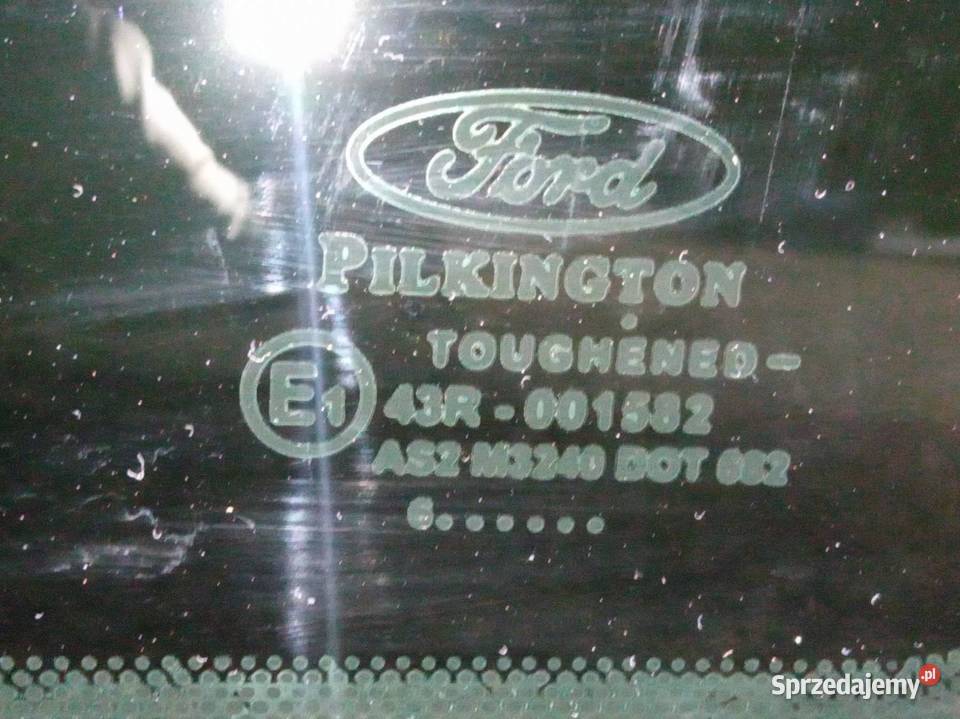 Ford
PILKINGTON
TOUGHENED -
E1
43R - 001582
AS2 M3240 DOT 682
6.......
Sprzedajemy.pl